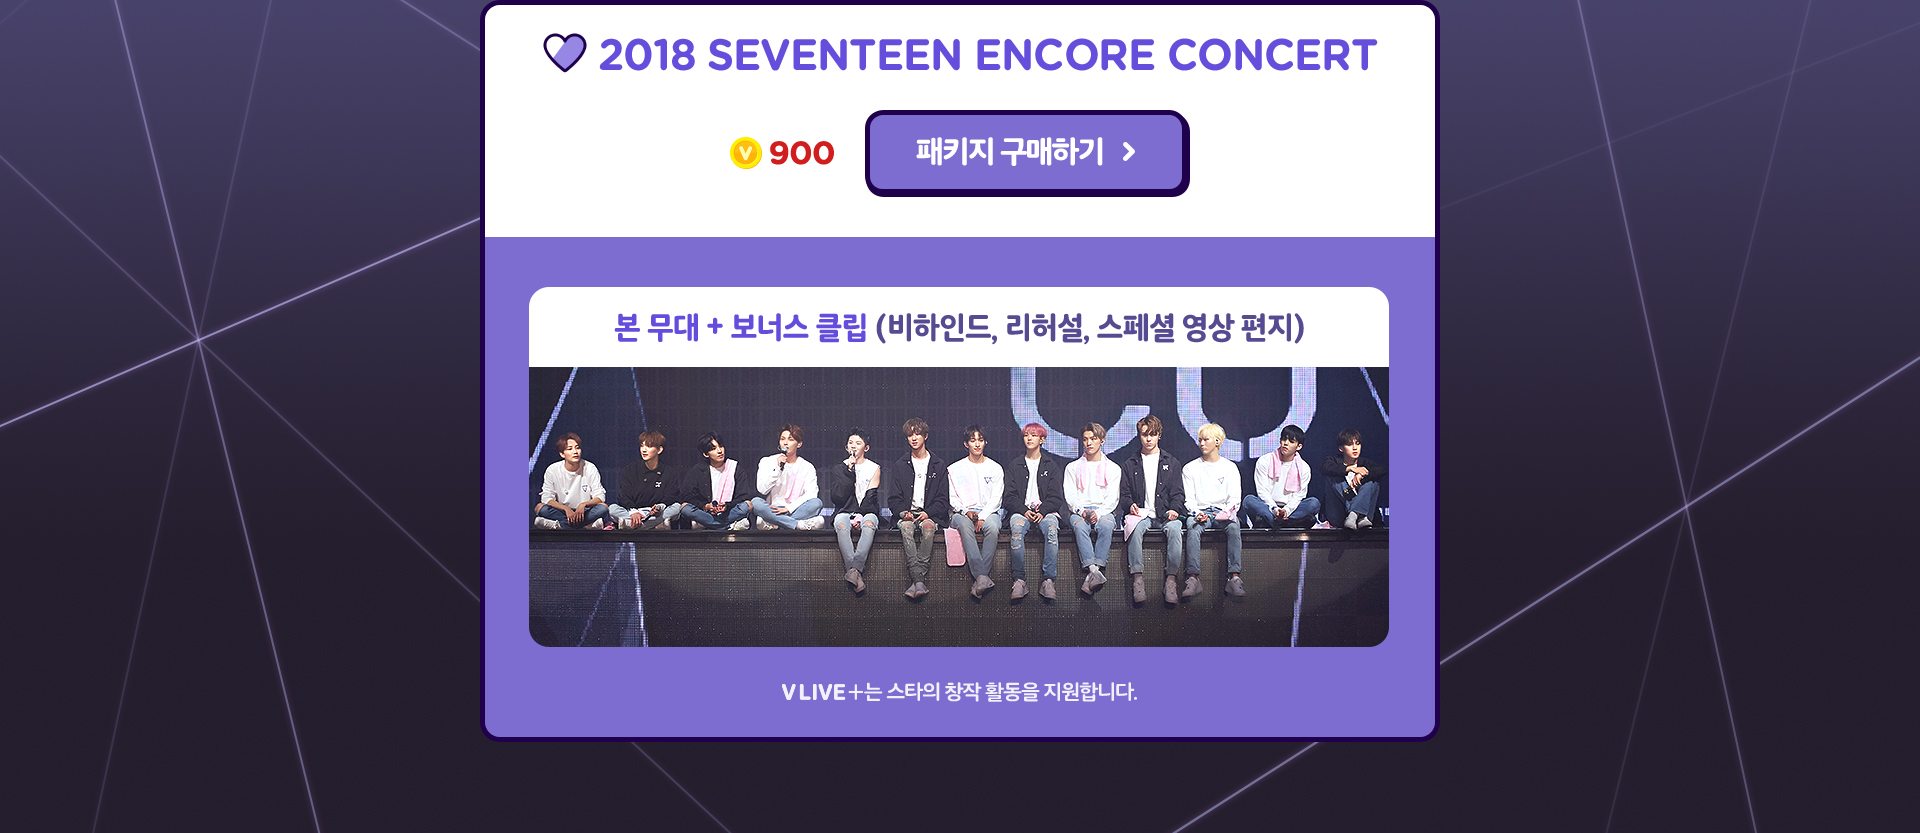 2018 SEVENTEEN ENCORE CONCERT
V 900
패키지 구매하기 >
본 무대 + 보너스 클립 (비하인드, 리허설, 스페셜 영상 편지)
V LIVE+는 스타의 창작 활동을 지원합니다.